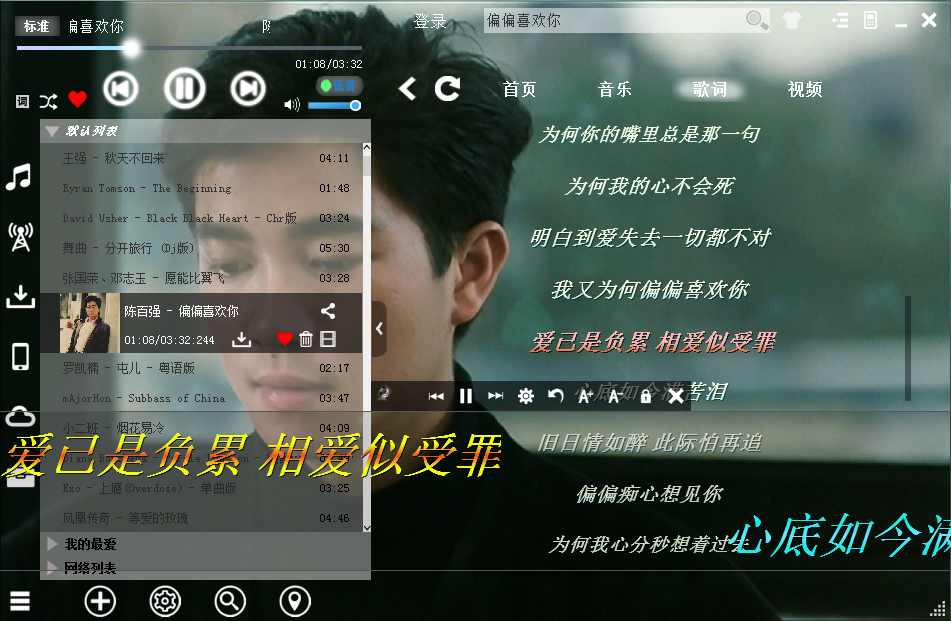 标准
偏喜欢你
登录
偏偏喜欢你
01:08/03:32
词
低音
首页
音乐
歌词
视频
默认列表
王强 - 秋天不回来 04:11
Ryran Tomson - The Beginning 01:48
David Usher - Black Black Heart - Chr版 03:24
舞曲 - 分开旅行 (Dj版) 05:30
张国荣、邓志玉 - 愿能比翼飞 03:28
陈百强 - 偏偏喜欢你
01:08/03:32:244
罗凯楠 - 屯儿 - 粤语版 02:17
mAjorHon - Subbass of China 03:47
小二班 - 烟花易冷 04:09
Exo - 上瘾(Overdose) - 单曲版 03:25
凤凰传奇 - 等爱的玫瑰 04:46
我的最爱
网络列表
为何你的嘴里总是那一句
为何我的心不会死
明白到爱失去一切都不对
我又为何偏偏喜欢你
爱已是负累 相爱似受罪
心底如今满苦泪
旧日情如醉 此际怕再追
偏偏痴心想见你
为何我心分秒想着过去
A+
A-
爱已是负累 相爱似受罪
心底如今满